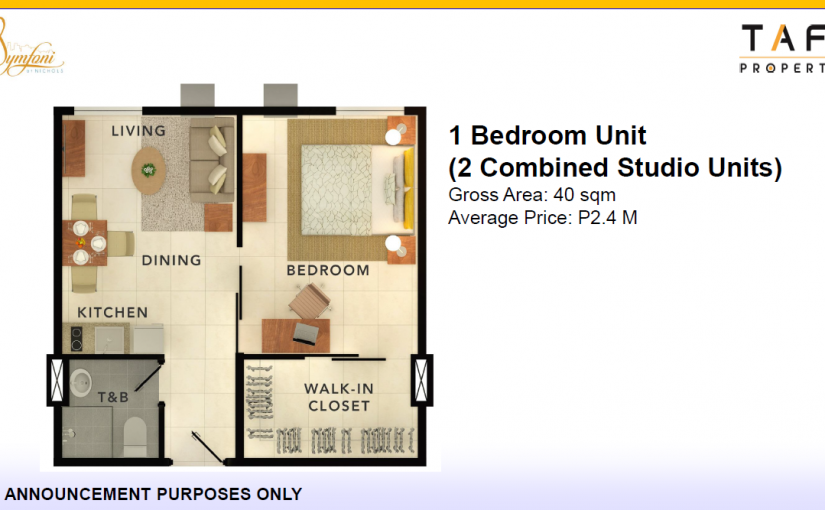 Symfoni
BY NICHOLS
TAF
PROPERT
LIVING
DINING
BEDROOM
KITCHEN
T&B
WALK-IN
CLOSET
1 Bedroom Unit
(2 Combined Studio Units)
Gross Area: 40 sqm
Average Price: P2.4 M
ANNOUNCEMENT PURPOSES ONLY